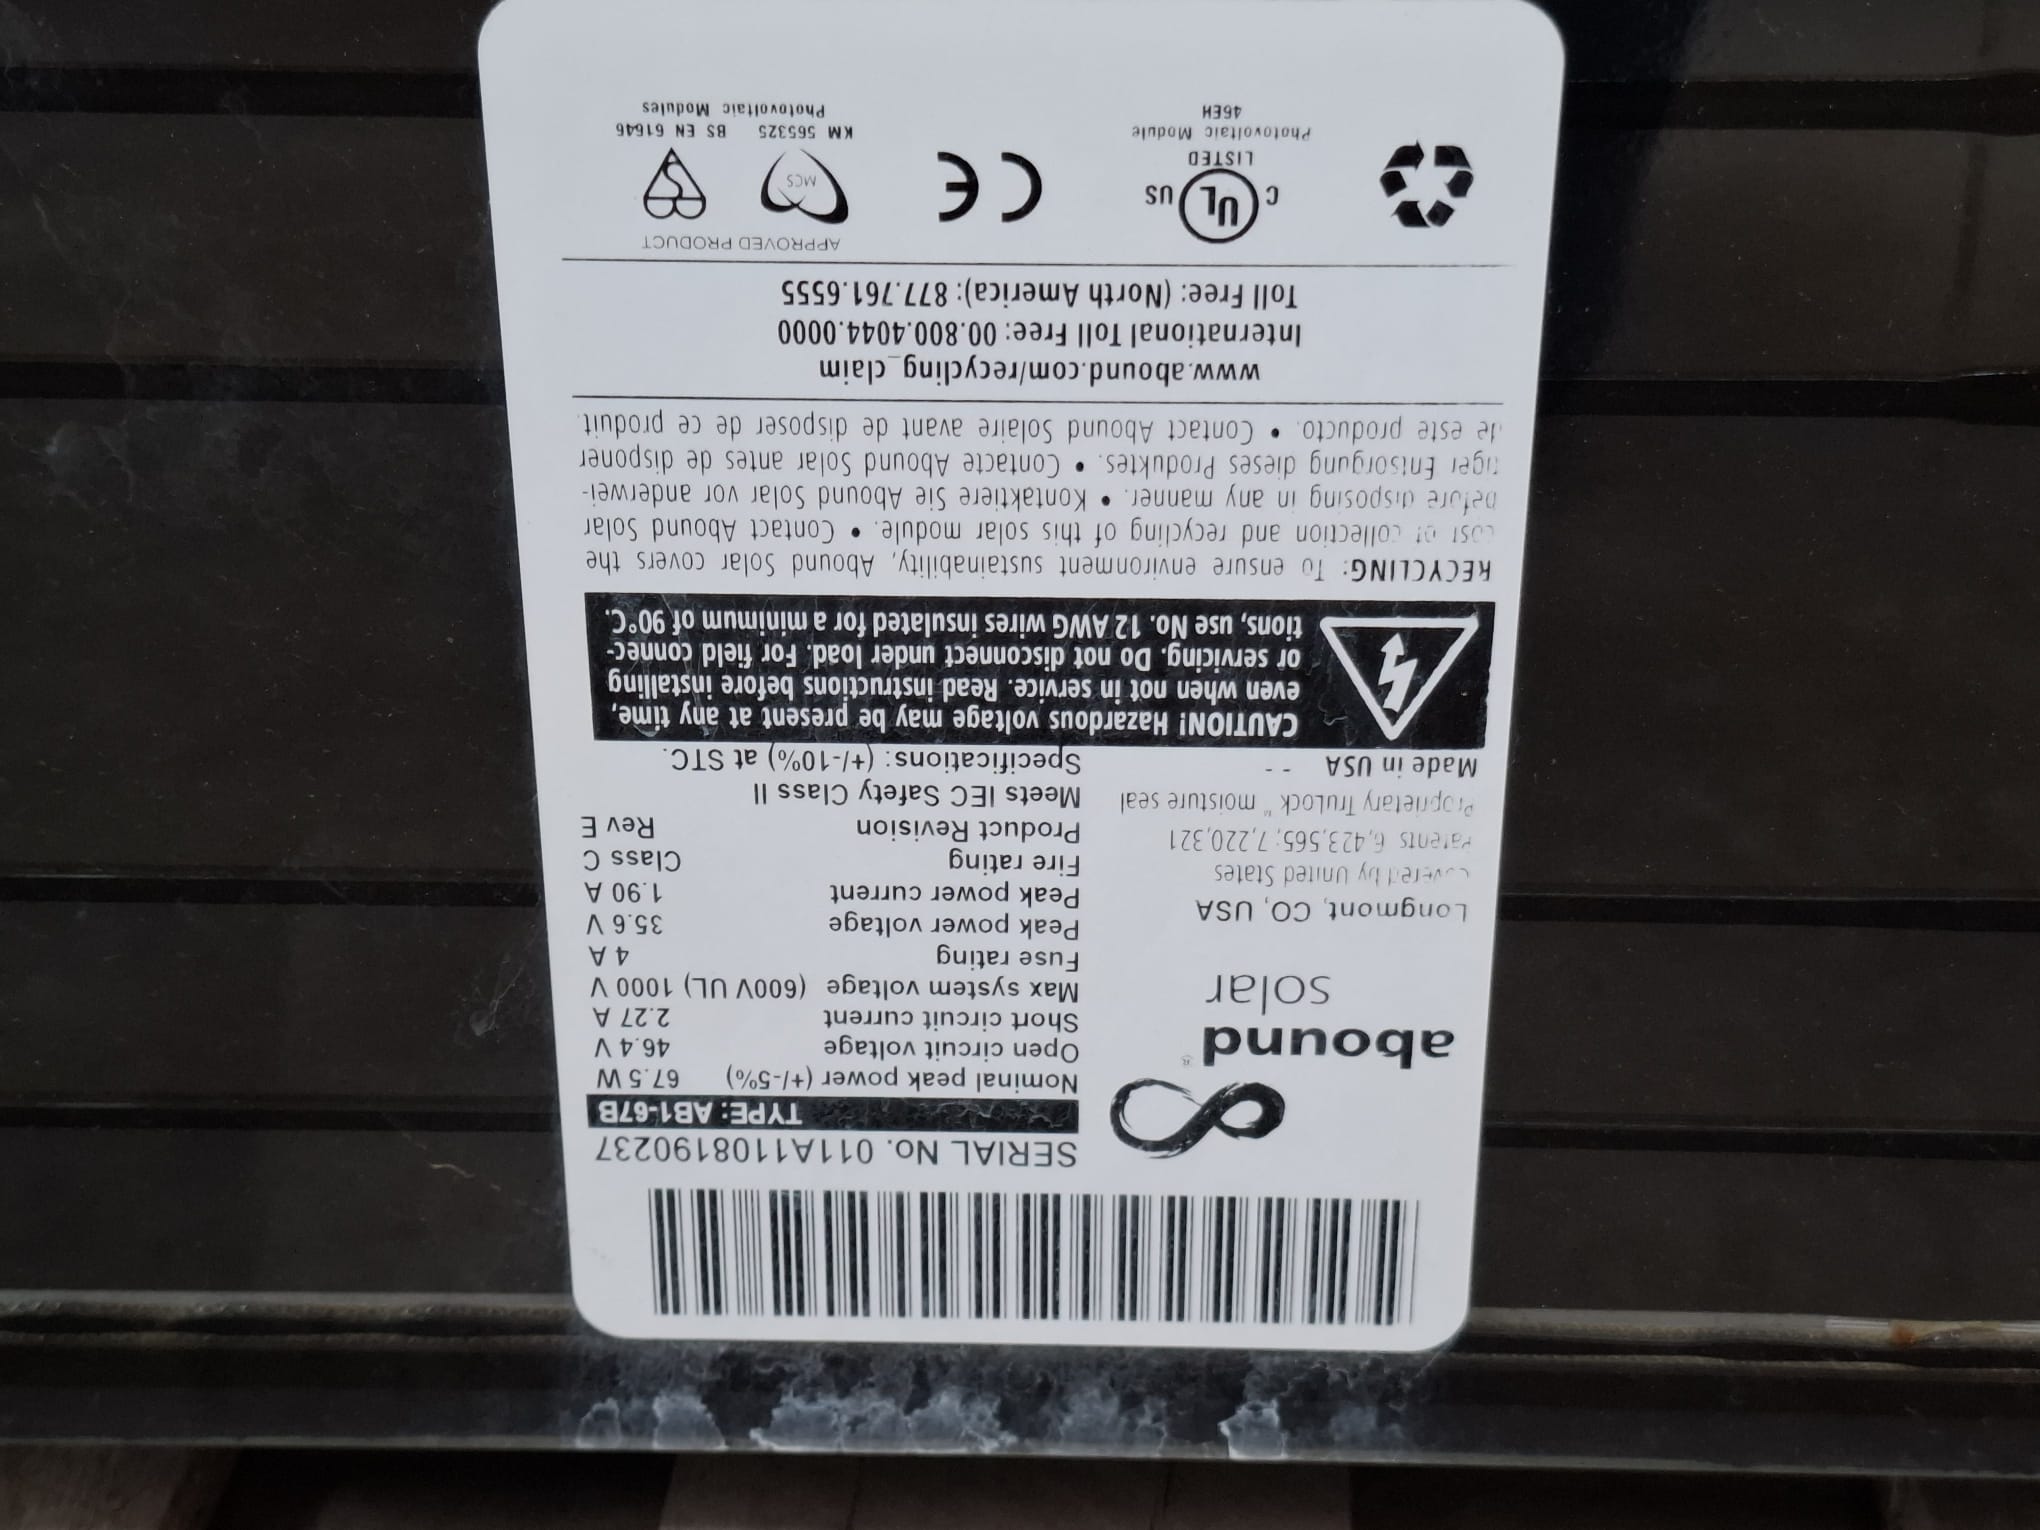 SERIAL No. 011A1108190237
TYPE: AB1-67B
Nominal peak power (+/-5%) 67.5 W
Open circuit voltage 46.4 V
Short circuit current 2.27 A
Max system voltage (600V UL) 1000 V
Fuse rating 4 A
Peak power voltage 35.6 V
Peak power current 1.90 A
Fire rating Class C
Product Revision Rev E
Meets IEC Safety Class II
Specifications: (+/-10%) at STC.
abound®
solar
Longmont, CO, USA
Covered by United States
Patents 6,423,565; 7,220,321
Proprietary TruLock™ moisture seal
Made in USA - -
CAUTION! Hazardous voltage may be present at any time,
even when not in service. Read instructions before installing
or servicing. Do not disconnect under load. For field connec-
tions, use No. 12 AWG wires insulated for a minimum of 90°C.
RECYCLING: To ensure environment sustainability, Abound Solar covers the
cost of collection and recycling of this solar module. • Contact Abound Solar
before disposing in any manner. • Kontaktiere Sie Abound Solar vor anderwei-
tiger Entsorgung dieses Produktes. • Contacte Abound Solar antes de disponer
de este producto. • Contact Abound Solaire avant de disposer de ce produit.
www.abound.com/recycling_claim
International Toll Free: 00.800.4044.0000
Toll Free: (North America): 877.761.6555
C UL US
LISTED
Photovoltaic Module
46EH
CE
APPROVED PRODUCT
MCS
KM 565325 BS EN 61646
Photovoltaic Modules